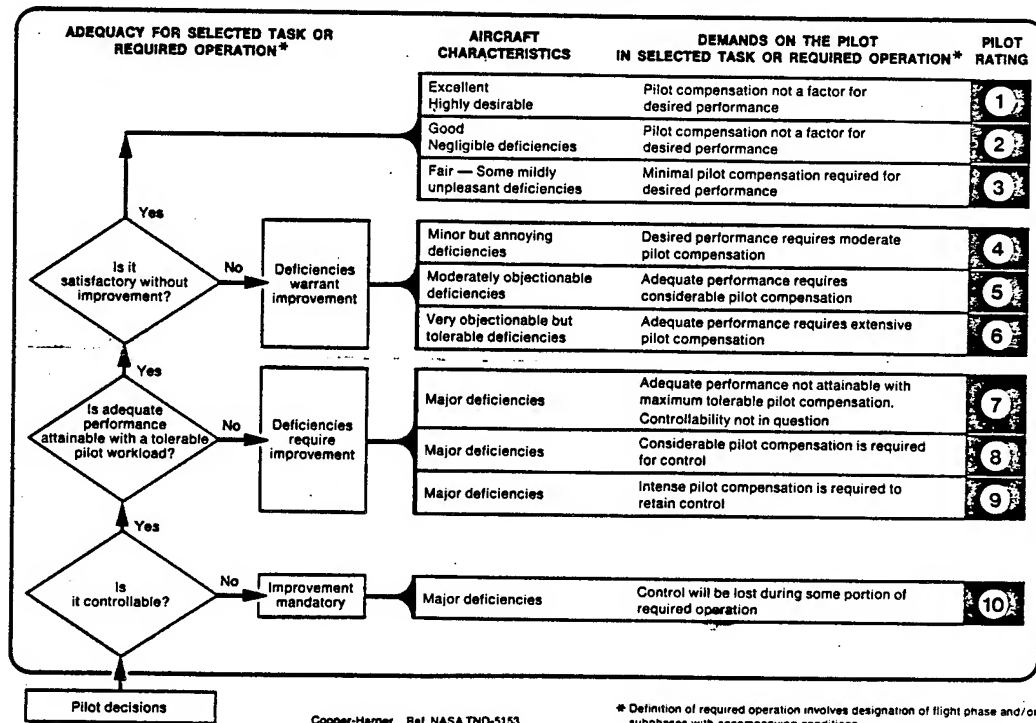 ADEQUACY FOR SELECTED TASK OR
REQUIRED OPERATION*
AIRCRAFT
CHARACTERISTICS
DEMANDS ON THE PILOT
IN SELECTED TASK OR REQUIRED OPERATION*
PILOT
RATING
Excellent
Highly desirable
Pilot compensation not a factor for
desired performance
1
Good
Negligible deficiencies
Pilot compensation not a factor for
desired performance
2
Fair — Some mildly
unpleasant deficiencies
Minimal pilot compensation required for
desired performance
3
Yes
Is it
satisfactory without
improvement?
No
Deficiencies
warrant
improvement
Minor but annoying
deficiencies
Desired performance requires moderate
pilot compensation
4
Moderately objectionable
deficiencies
Adequate performance requires
considerable pilot compensation
5
Very objectionable but
tolerable deficiencies
Adequate performance requires extensive
pilot compensation
6
Yes
Is adequate
performance
attainable with a tolerable
pilot workload?
No
Deficiencies
require
improvement
Major deficiencies
Adequate performance not attainable with
maximum tolerable pilot compensation.
Controllability not in question
7
Major deficiencies
Considerable pilot compensation is required
for control
8
Major deficiencies
Intense pilot compensation is required to
retain control
9
Yes
Is
it controllable?
No
Improvement
mandatory
Major deficiencies
Control will be lost during some portion of
required operation
10
Pilot decisions
Cooper-Harper Ref NASA TND-5153
* Definition of required operation involves designation of flight phase and/or